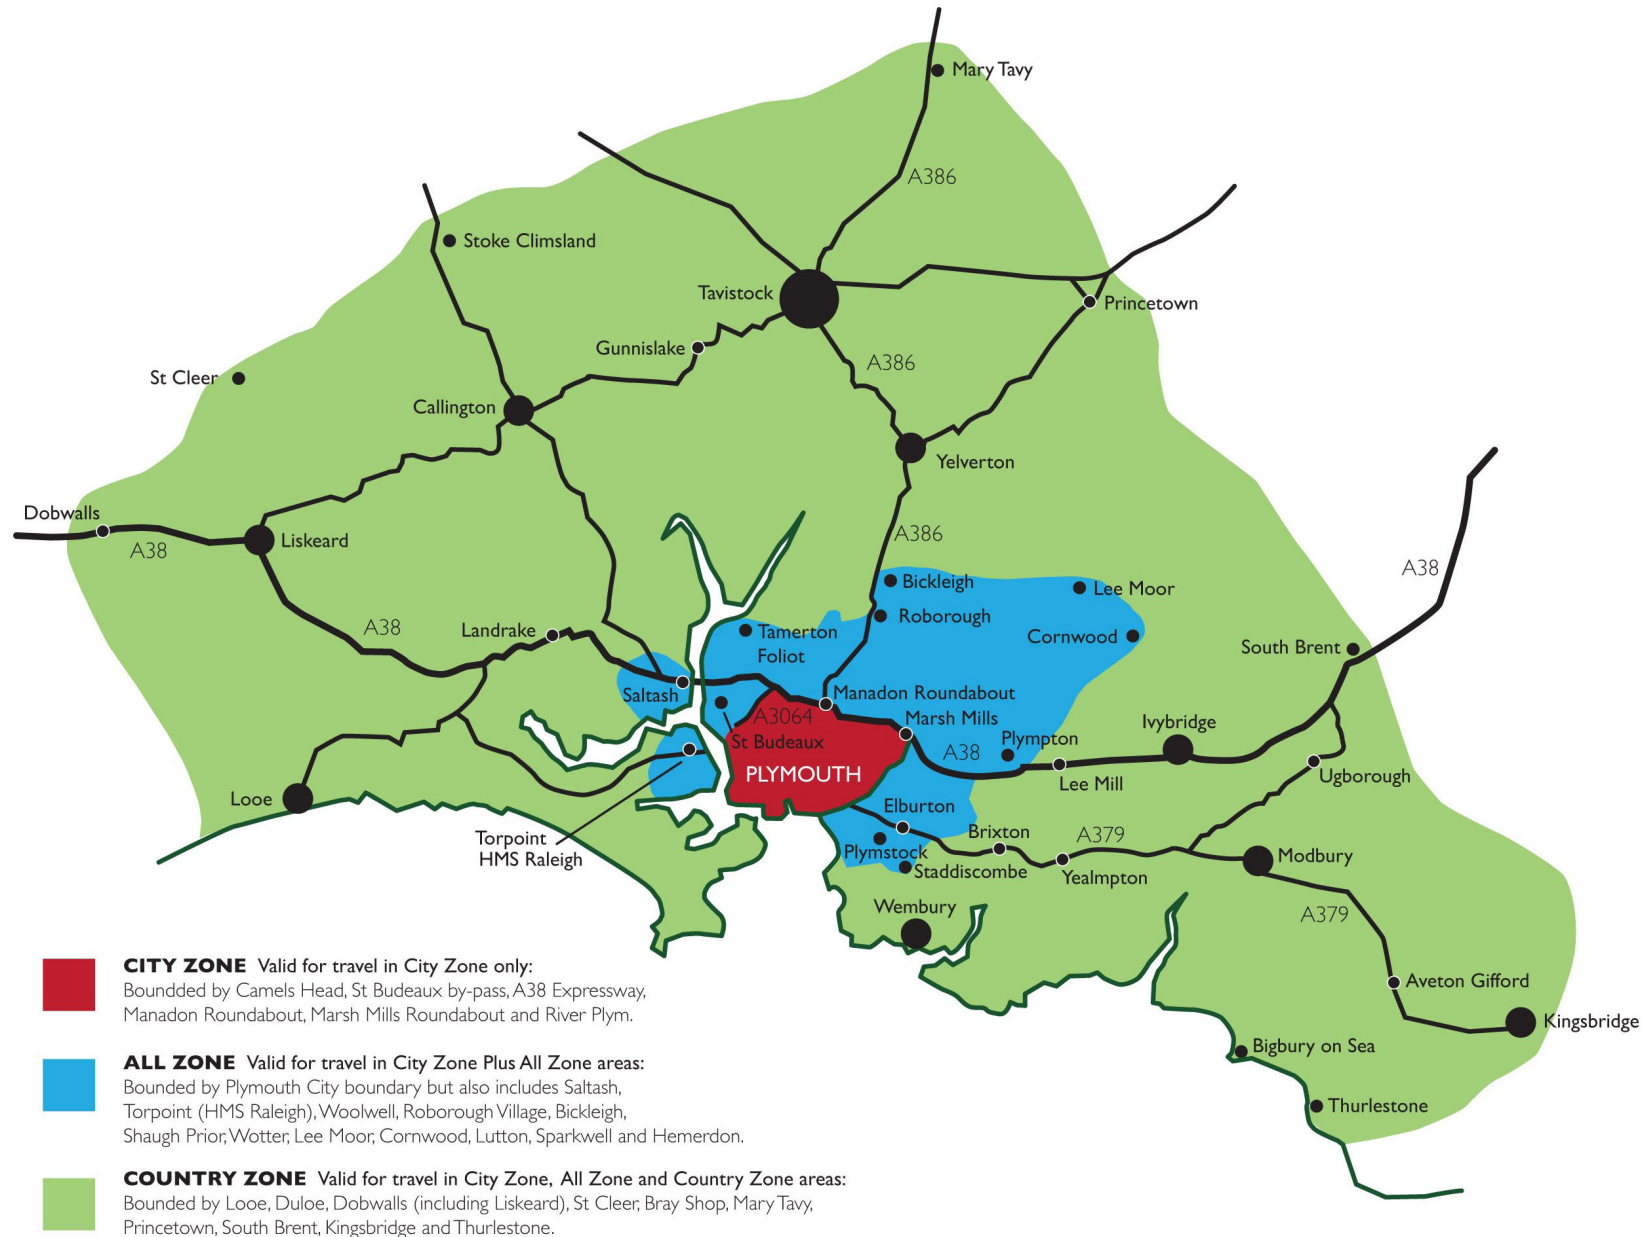 Mary Tavy
A386
Stoke Climsland
Tavistock
Princetown
Gunnislake
A386
St Cleer
Callington
Yelverton
Dobwalls
A38
Liskeard
A386
A38
Bickleigh
Lee Moor
Roborough
Landrake
A38
Tamerton
Foliot
Cornwood
South Brent
Saltash
Manadon Roundabout
A3064
Marsh Mills
Ivybridge
St Budeaux
A38
Plympton
PLYMOUTH
Lee Mill
Ugborough
Looe
Elburton
Torpoint
HMS Raleigh
Brixton
A379
Plymstock
Staddiscombe
Yealmpton
Modbury
Wembury
A379
Aveton Gifford
Kingsbridge
Bigbury on Sea
Thurlestone
CITY ZONE Valid for travel in City Zone only:
Boundded by Camels Head, St Budeaux by-pass, A38 Expressway,
Manadon Roundabout, Marsh Mills Roundabout and River Plym.
ALL ZONE Valid for travel in City Zone Plus All Zone areas:
Bounded by Plymouth City boundary but also includes Saltash,
Torpoint (HMS Raleigh), Woolwell, Roborough Village, Bickleigh,
Shaugh Prior, Wotter, Lee Moor, Cornwood, Lutton, Sparkwell and Hemerdon.
COUNTRY ZONE Valid for travel in City Zone, All Zone and Country Zone areas:
Bounded by Looe, Duloe, Dobwalls (including Liskeard), St Cleer, Bray Shop, Mary Tavy,
Princetown, South Brent, Kingsbridge and Thurlestone.